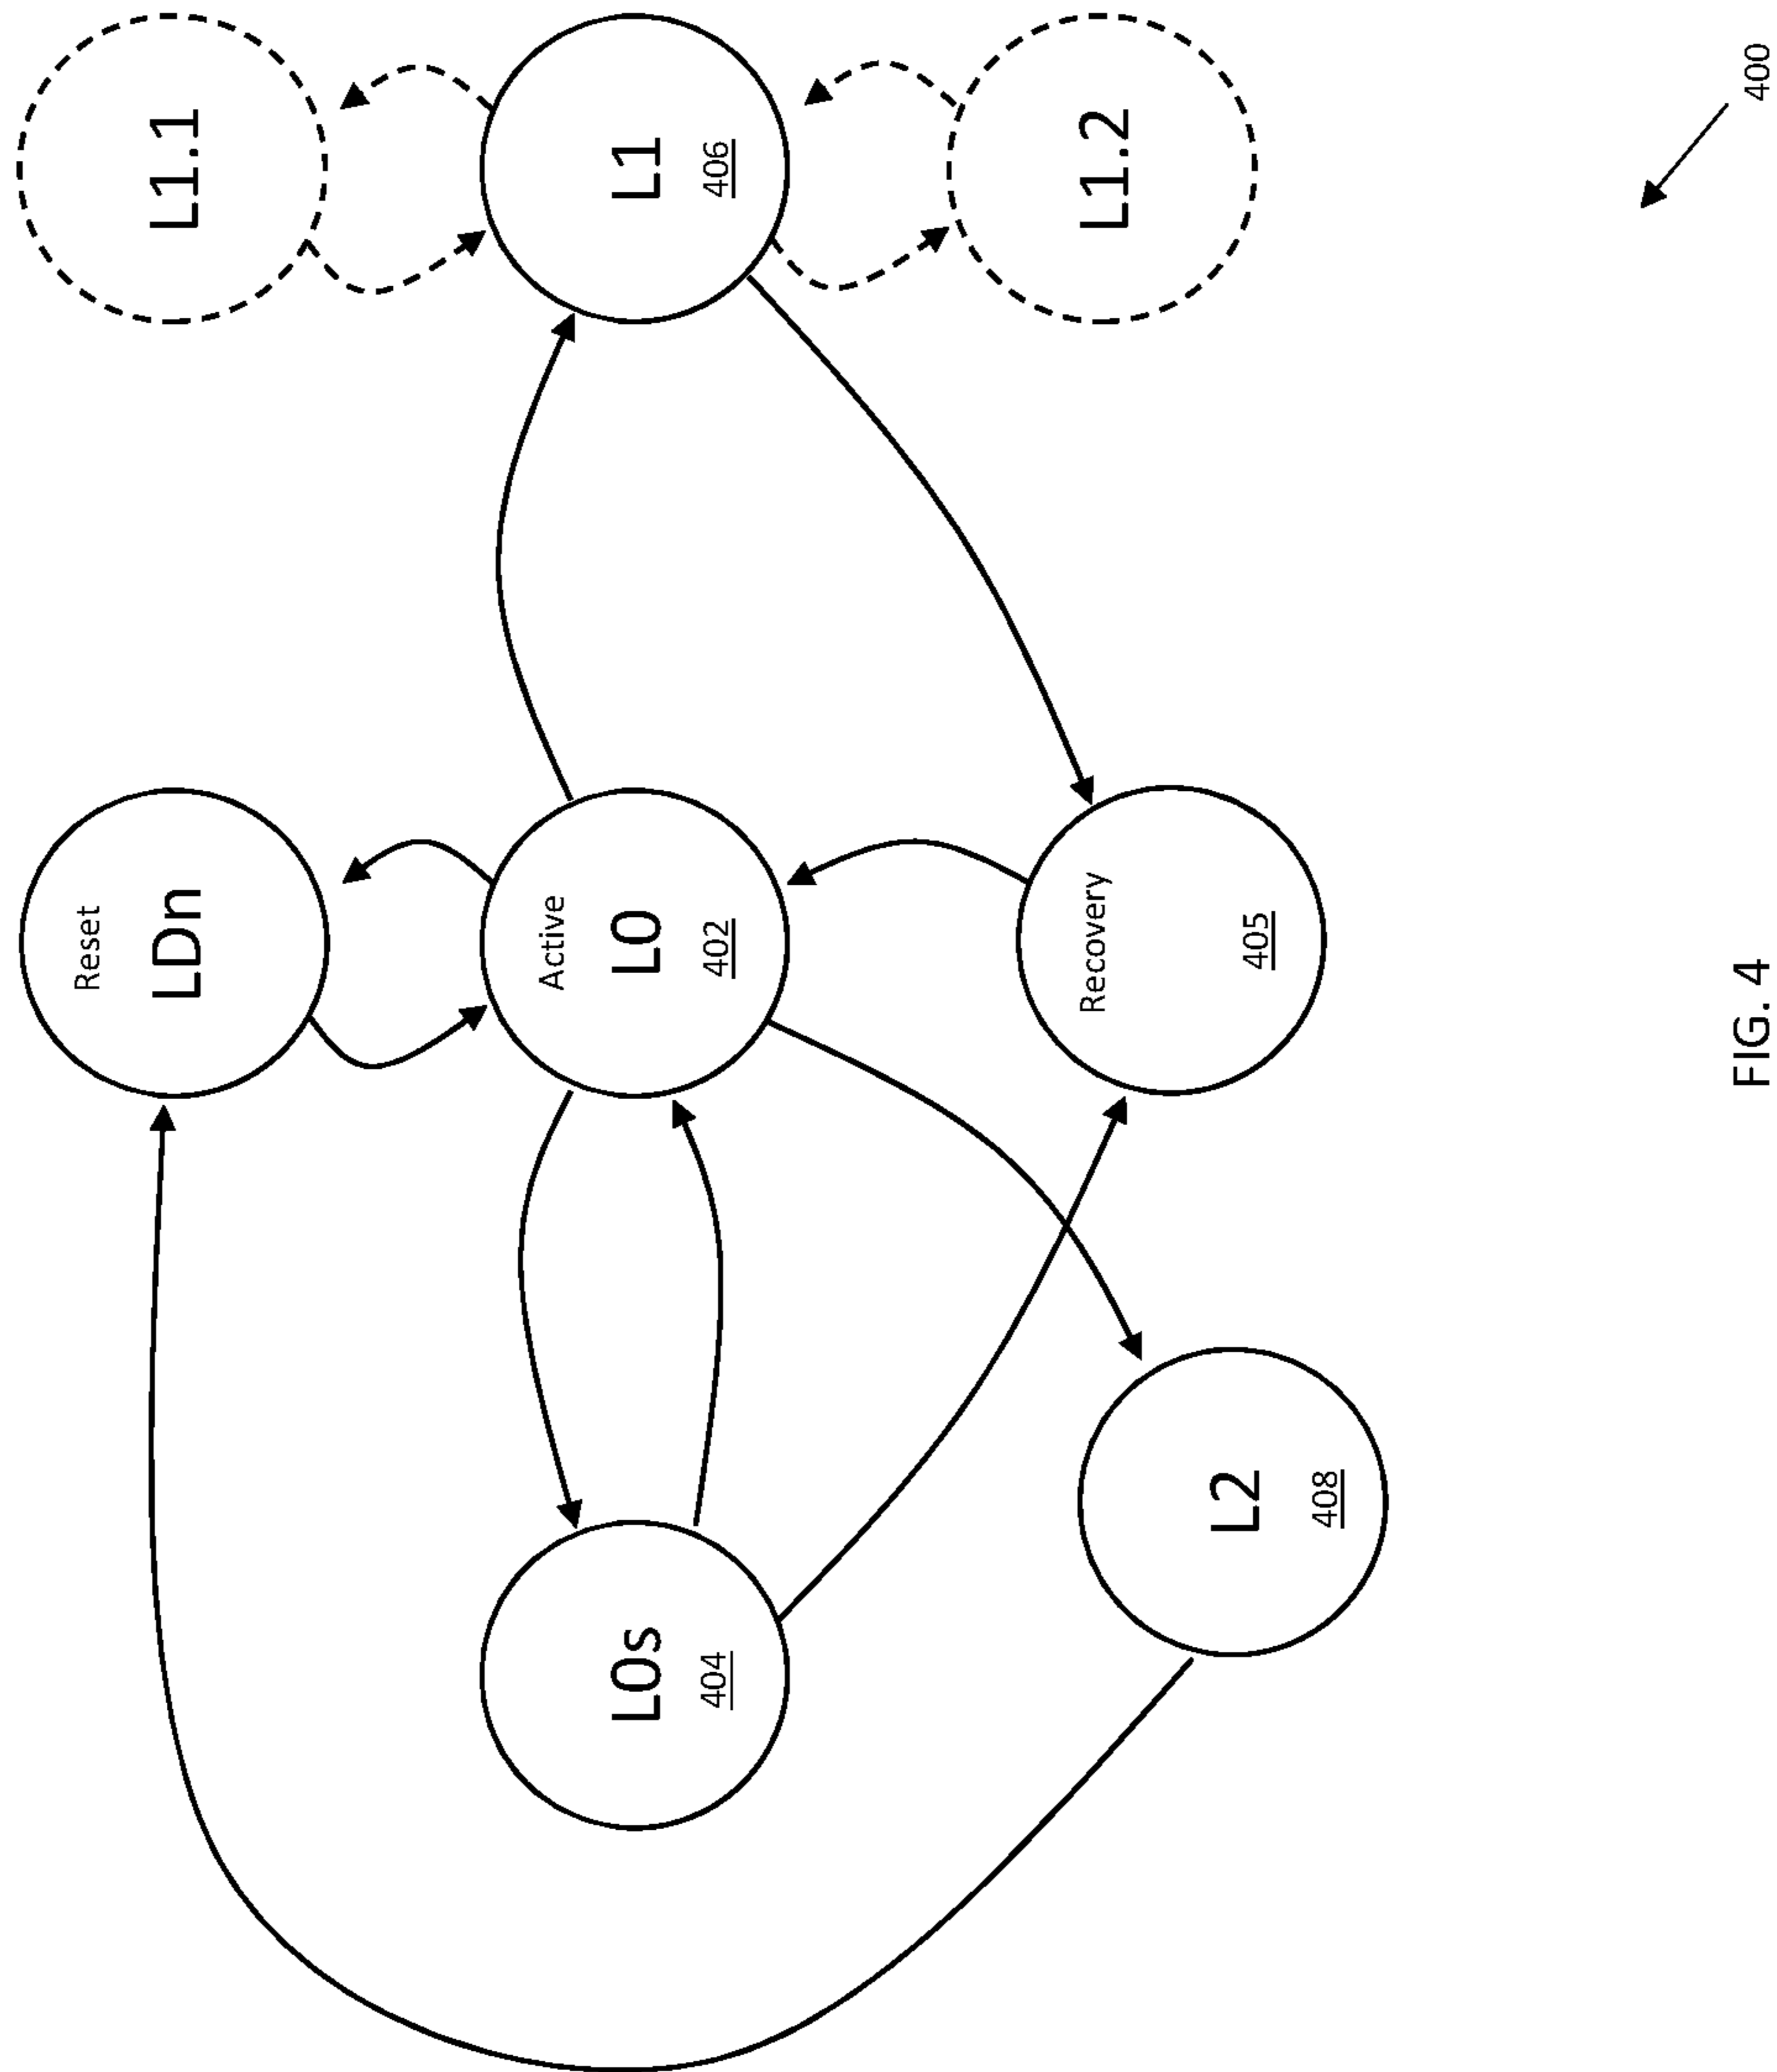 L1.1
L1
406
L1.2
Reset
LDn
Active
L0
402
Recovery
405
L0s
404
L2
408
400
FIG. 4